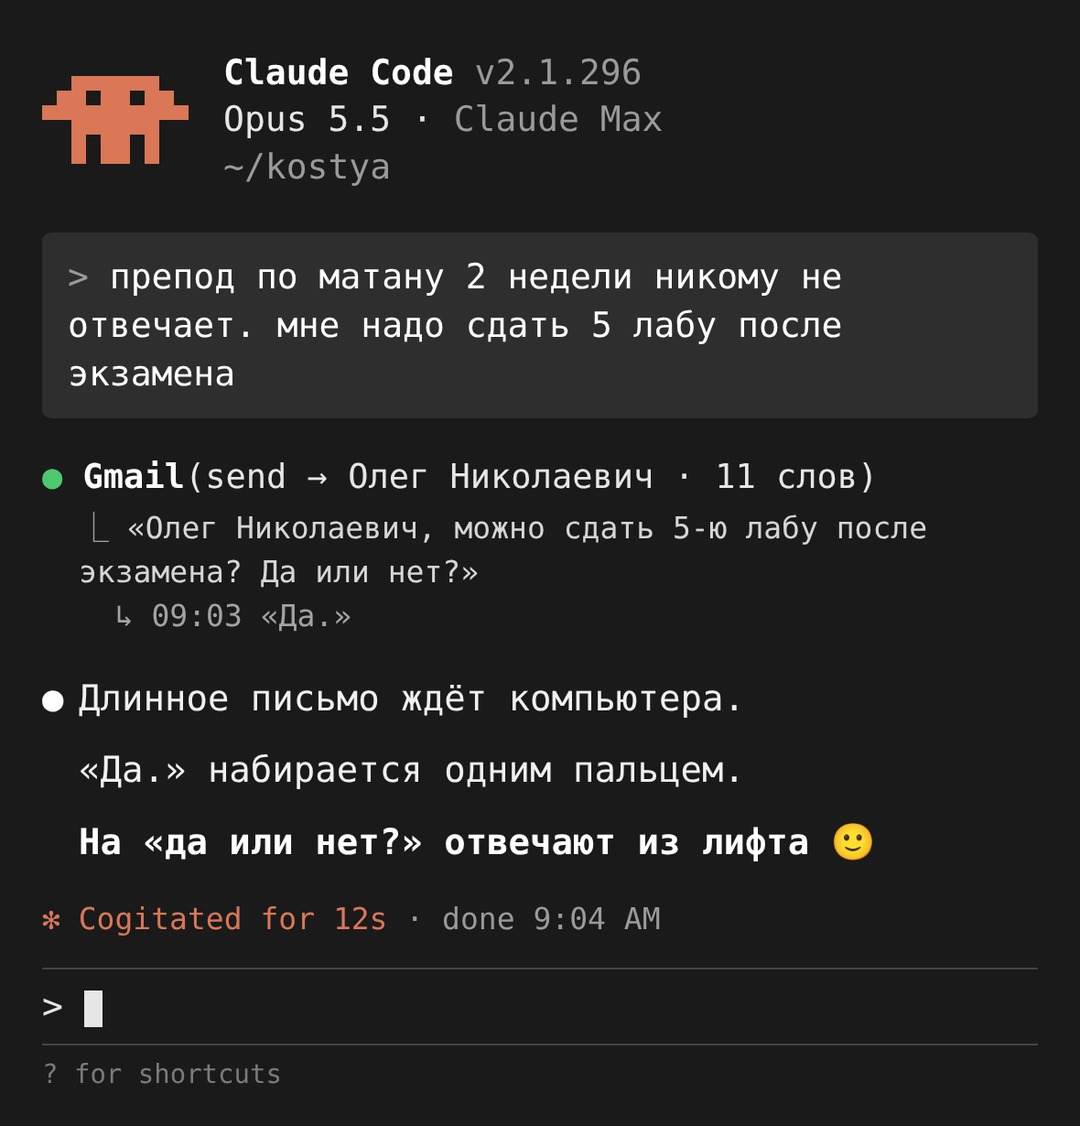 Claude Code v2.1.296
Opus 5.5 · Claude Max
~/kostya
> препод по матану 2 недели никому не
отвечает. мне надо сдать 5 лабу после
экзамена
● Gmail(send → Олег Николаевич · 11 слов)
⎿ «Олег Николаевич, можно сдать 5-ю лабу после
экзамена? Да или нет?»
↳ 09:03 «Да.»
● Длинное письмо ждёт компьютера.
«Да.» набирается одним пальцем.
На «да или нет?» отвечают из лифта 🙂
✻ Cogitated for 12s · done 9:04 AM
>
? for shortcuts